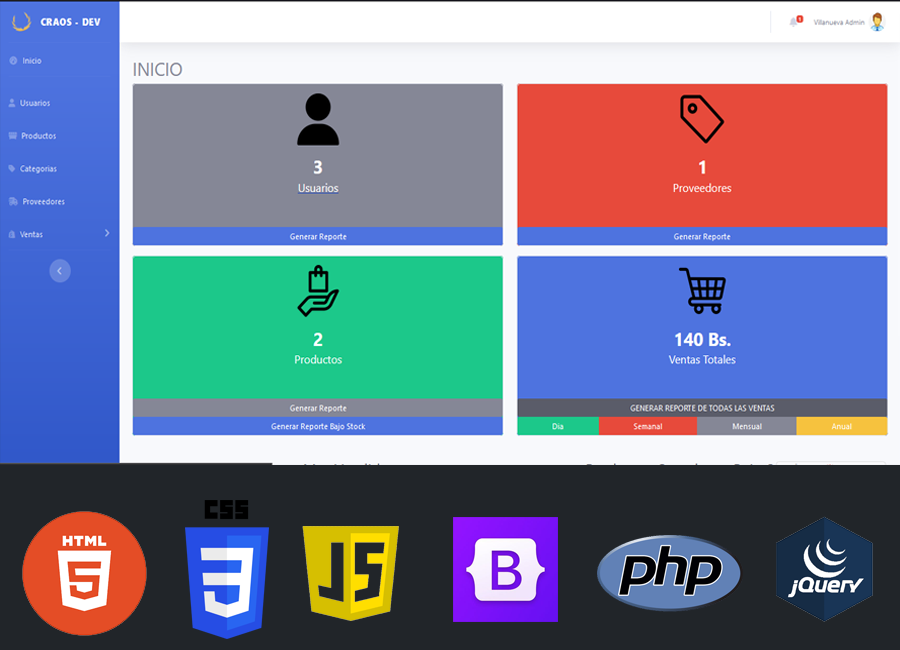 CRAOS - DEV
1
Villanueva Admin
Inicio
Usuarios
Productos
Categorias
Proveedores
Ventas
INICIO
3
Usuarios
Generar Reporte
1
Proveedores
Generar Reporte
2
Productos
Generar Reporte
Generar Reporte Bajo Stock
140 Bs.
Ventas Totales
GENERAR REPORTE DE TODAS LAS VENTAS
Dia
Semanal
Mensual
Anual
HTML
5
CSS
3
JS
B
php
jQuery